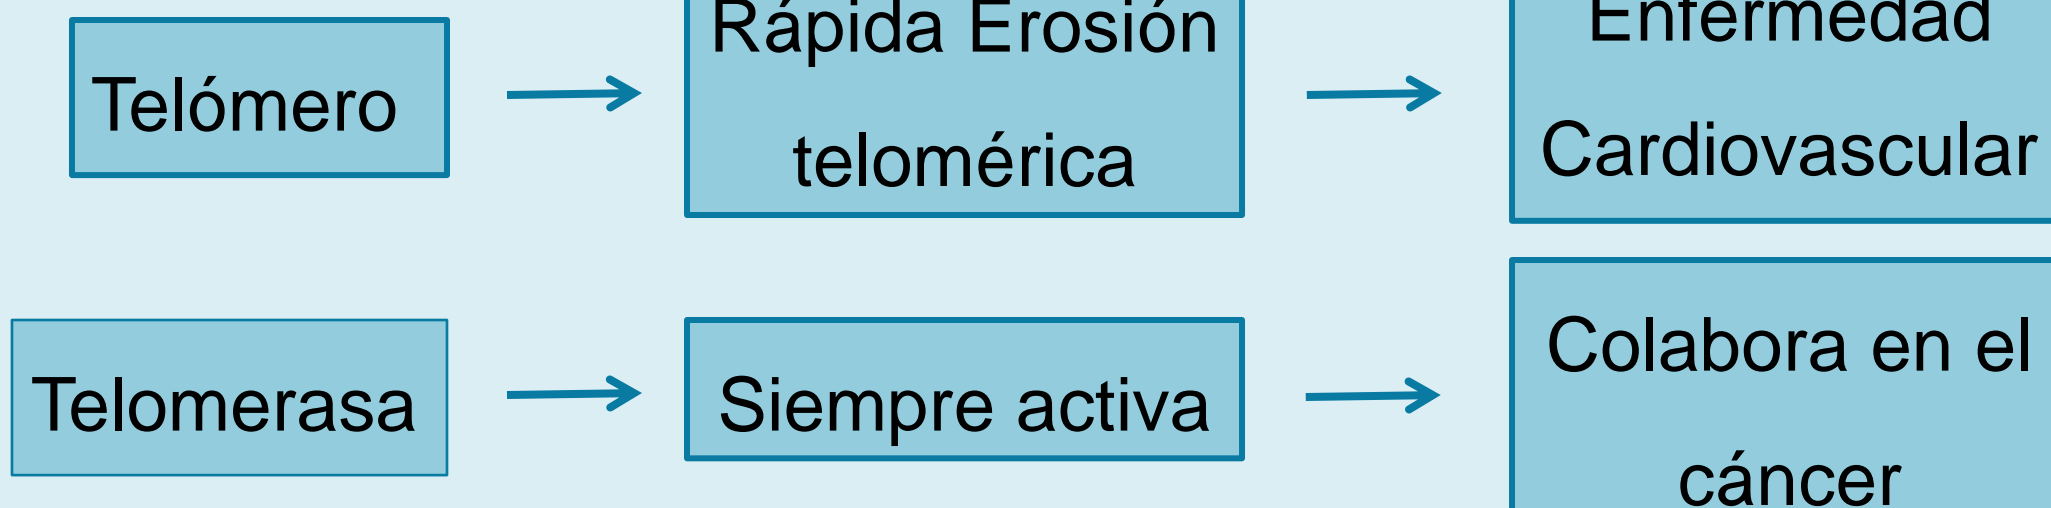 Telómero
Rápida Erosión
telomérica
Enfermedad
Cardiovascular
Telomerasa
Siempre activa
Colabora en el
cáncer